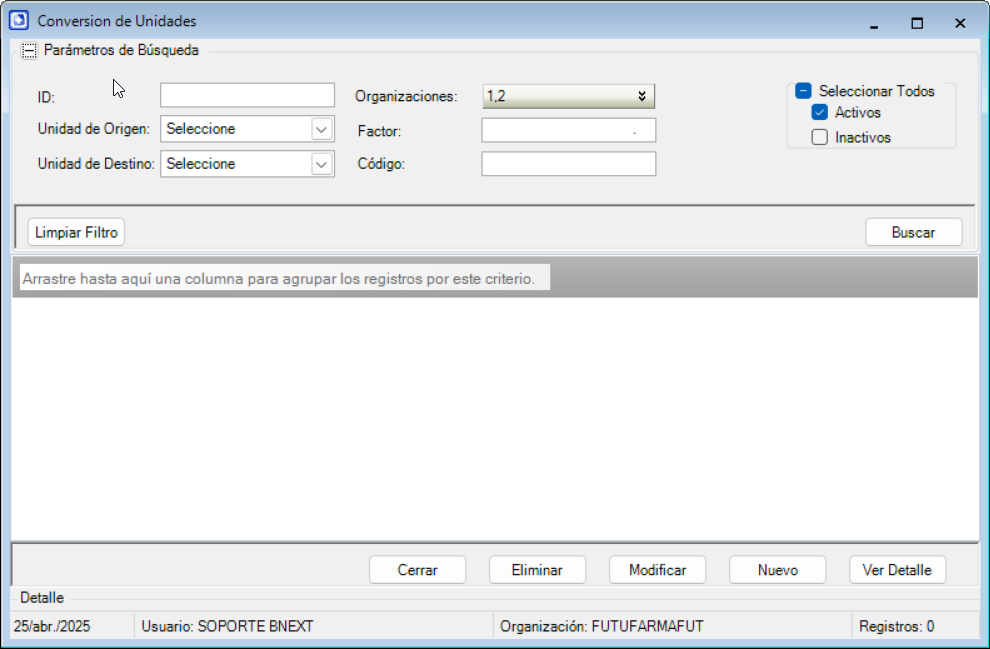 Conversion de Unidades
Parámetros de Búsqueda
ID:
Organizaciones: 1,2
Seleccionar Todos
Unidad de Origen: Seleccione
Factor: .
Activos
Inactivos
Unidad de Destino: Seleccione
Código:
Limpiar Filtro
Buscar
Arrastre hasta aquí una columna para agrupar los registros por este criterio.
Cerrar
Eliminar
Modificar
Nuevo
Ver Detalle
Detalle
25/abr./2025
Usuario: SOPORTE BNEXT
Organización: FUTUFARMAFUT
Registros: 0